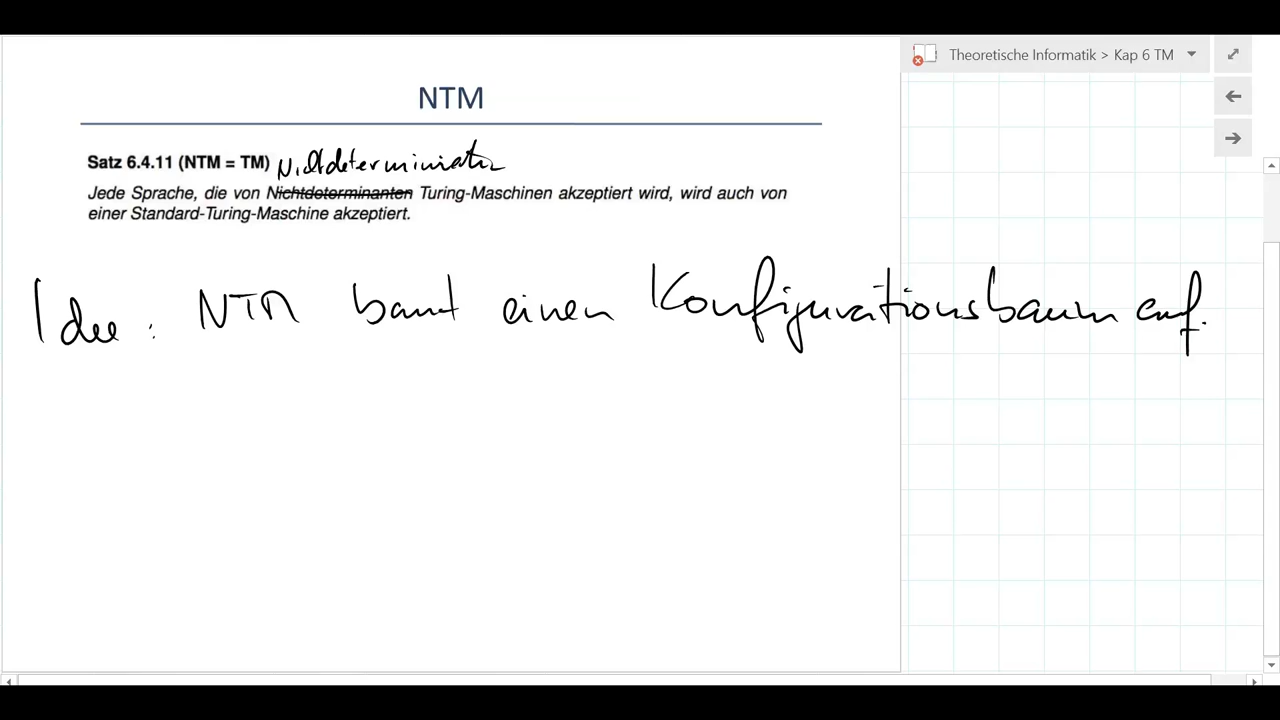 Theoretische Informatik > Kap 6 TM
NTM
Satz 6.4.11 (NTM = TM) Nichtdeterministen
Jede Sprache, die von Nichtdeterminanten Turing-Maschinen akzeptiert wird, wird auch von
einer Standard-Turing-Maschine akzeptiert.
Idee: NTM baut einen Konfigurationsbaum auf.